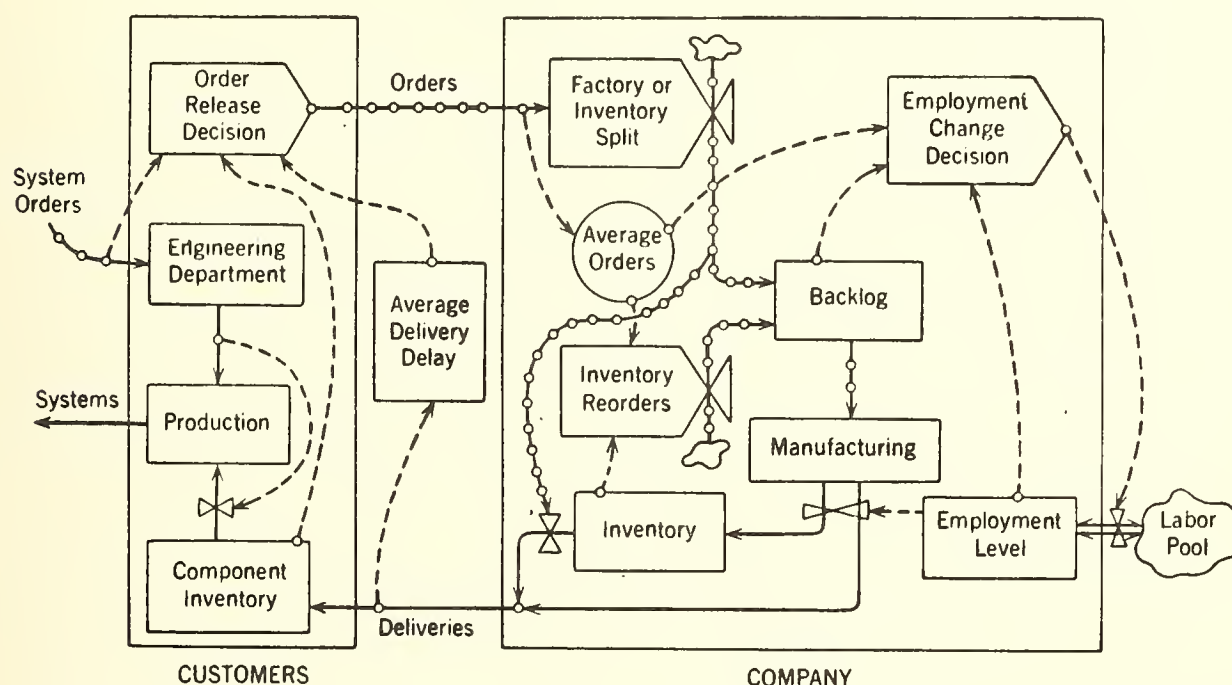 Order
Release
Decision
Orders
Factory or
Inventory
Split
Employment
Change
Decision
System
Orders
Engineering
Department
Average
Delivery
Delay
Average
Orders
Backlog
Systems
Production
Inventory
Reorders
Manufacturing
Component
Inventory
Inventory
Employment
Level
Labor
Pool
Deliveries
CUSTOMERS
COMPANY